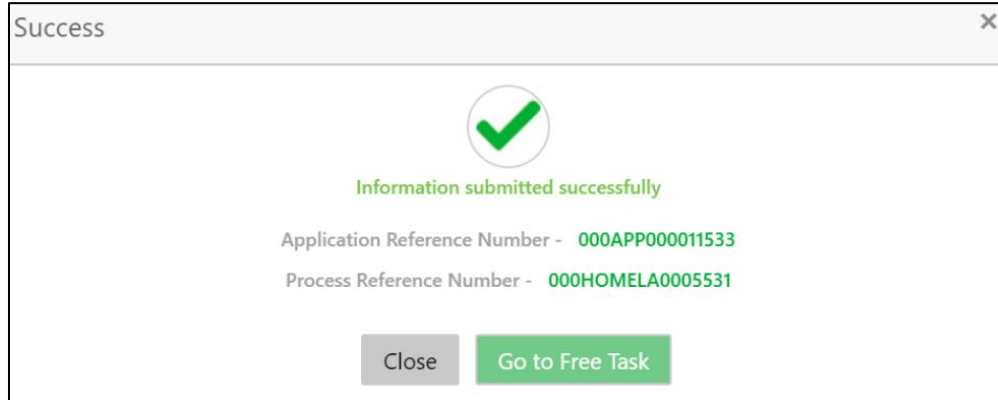 Success ×
Information submitted successfully
Application Reference Number - 000APP000011533
Process Reference Number - 000HOMELA0005531
Close Go to Free Task